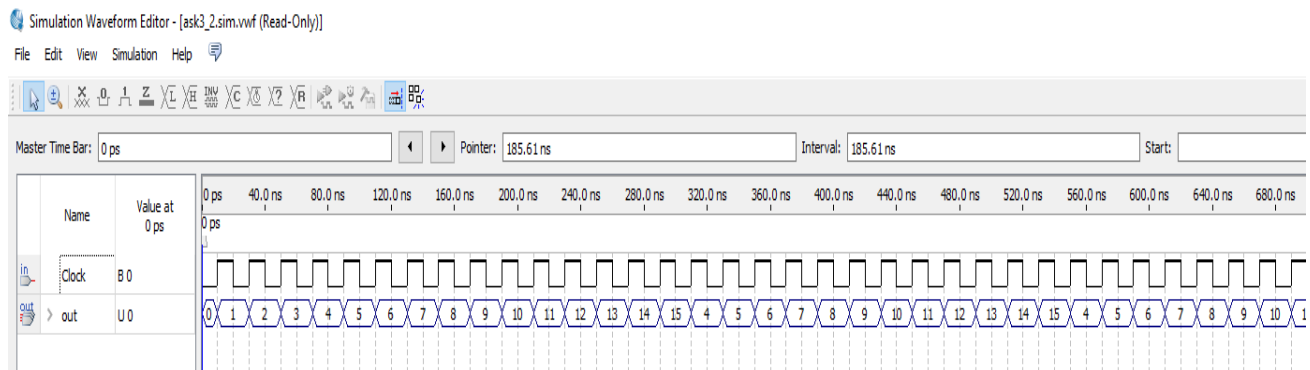 Simulation Waveform Editor - [ask3_2.sim.vwf (Read-Only)]
File Edit View Simulation Help
Master Time Bar: 0 ps Pointer: 185.61 ns Interval: 185.61 ns Start:
Name Value at 0 ps 0 ps 40.0 ns 80.0 ns 120.0 ns 160.0 ns 200.0 ns 240.0 ns 280.0 ns 320.0 ns 360.0 ns 400.0 ns 440.0 ns 480.0 ns 520.0 ns 560.0 ns 600.0 ns 640.0 ns 680.0 ns
0 ps
in Clock B 0
out out U 0 0 1 2 3 4 5 6 7 8 9 10 11 12 13 14 15 4 5 6 7 8 9 10 11 12 13 14 15 4 5 6 7 8 9 10 1